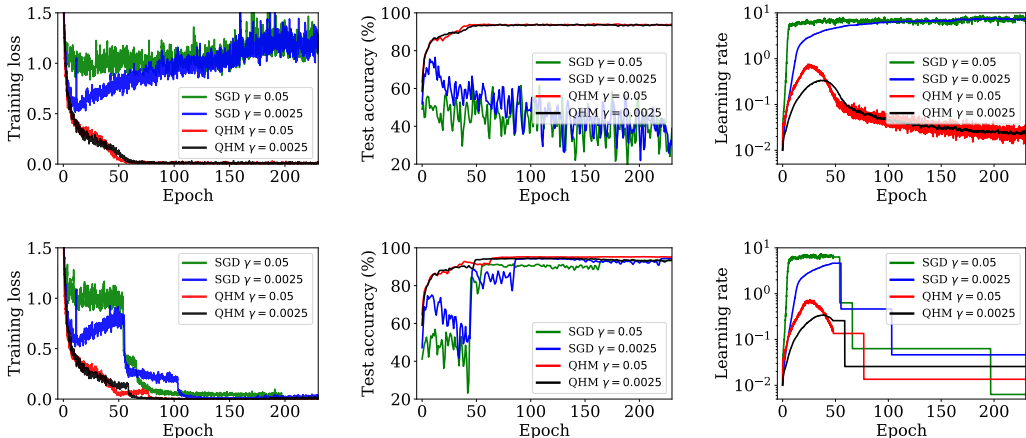 Training loss
1.5
1.0
0.5
0.0
0
50
100
150
200
Epoch
SGD γ = 0.05
SGD γ = 0.0025
QHM γ = 0.05
QHM γ = 0.0025
Test accuracy (%)
100
80
60
40
20
0
50
100
150
200
Epoch
SGD γ = 0.05
SGD γ = 0.0025
QHM γ = 0.05
QHM γ = 0.0025
Learning rate
10¹
10⁰
10⁻¹
10⁻²
0
50
100
150
200
Epoch
SGD γ = 0.05
SGD γ = 0.0025
QHM γ = 0.05
QHM γ = 0.0025
Training loss
1.5
1.0
0.5
0.0
0
50
100
150
200
Epoch
SGD γ = 0.05
SGD γ = 0.0025
QHM γ = 0.05
QHM γ = 0.0025
Test accuracy (%)
100
80
60
40
20
0
50
100
150
200
Epoch
SGD γ = 0.05
SGD γ = 0.0025
QHM γ = 0.05
QHM γ = 0.0025
Learning rate
10¹
10⁰
10⁻¹
10⁻²
0
50
100
150
200
Epoch
SGD γ = 0.05
SGD γ = 0.0025
QHM γ = 0.05
QHM γ = 0.0025